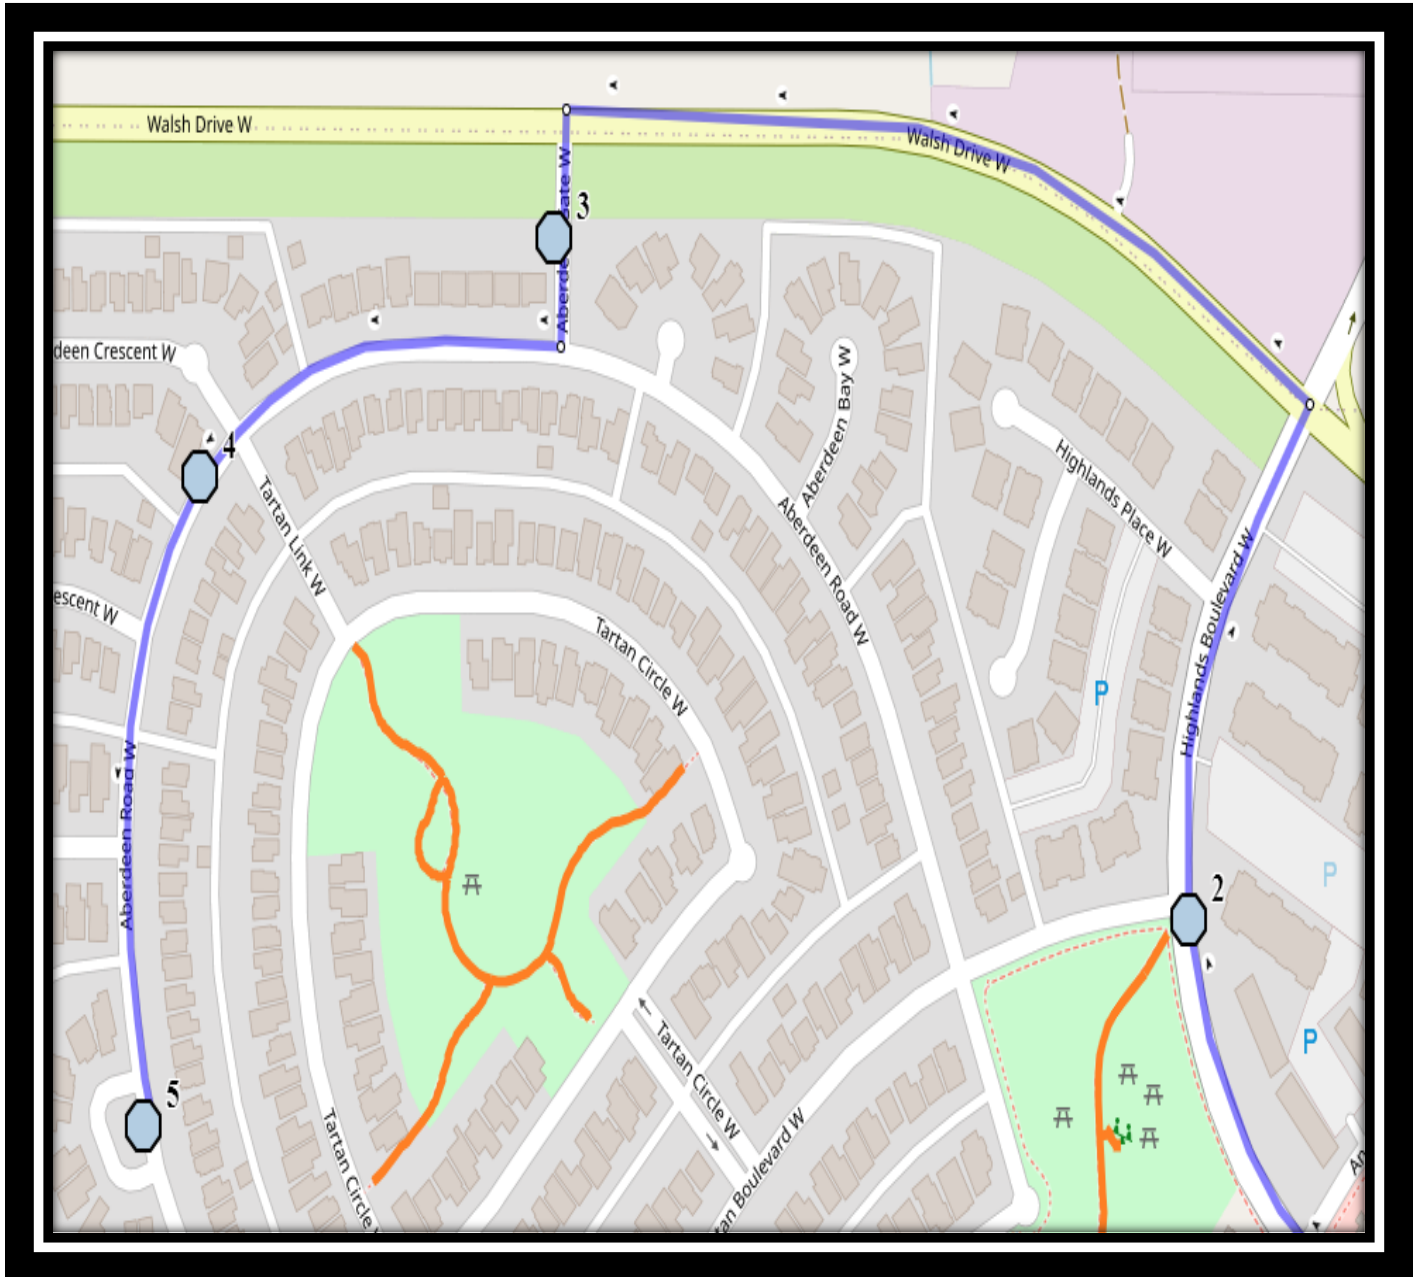 Walsh Drive W
Walsh Drive W
3
deen Crescent W
4
Aberdeen Bay W
Highlands Place W
Tartan Link W
Aberdeen Road W
Highlands Boulevard W
escent W
Tartan Circle W
P
Aberdeen Road W
P
2
P
Tartan Circle W
5
Tartan Circle
tan Boulevard W